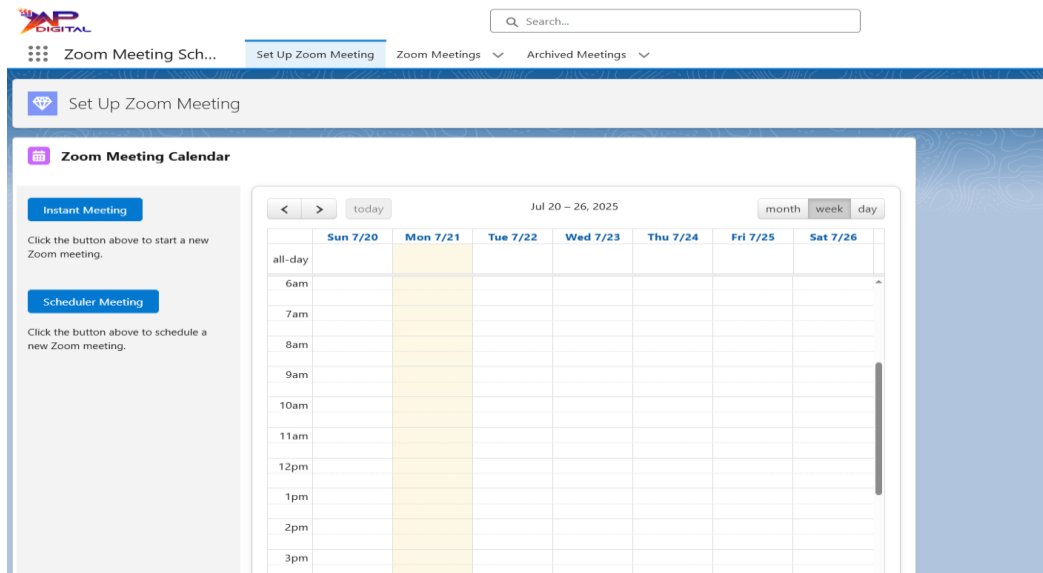 AP
DIGITAL
Search...
Zoom Meeting Sch...
Set Up Zoom Meeting
Zoom Meetings
Archived Meetings
Set Up Zoom Meeting
Zoom Meeting Calendar
Instant Meeting
Click the button above to start a new
Zoom meeting.
Scheduler Meeting
Click the button above to schedule a
new Zoom meeting.
today
Jul 20 – 26, 2025
month week day
Sun 7/20 Mon 7/21 Tue 7/22 Wed 7/23 Thu 7/24 Fri 7/25 Sat 7/26
all-day
6am
7am
8am
9am
10am
11am
12pm
1pm
2pm
3pm